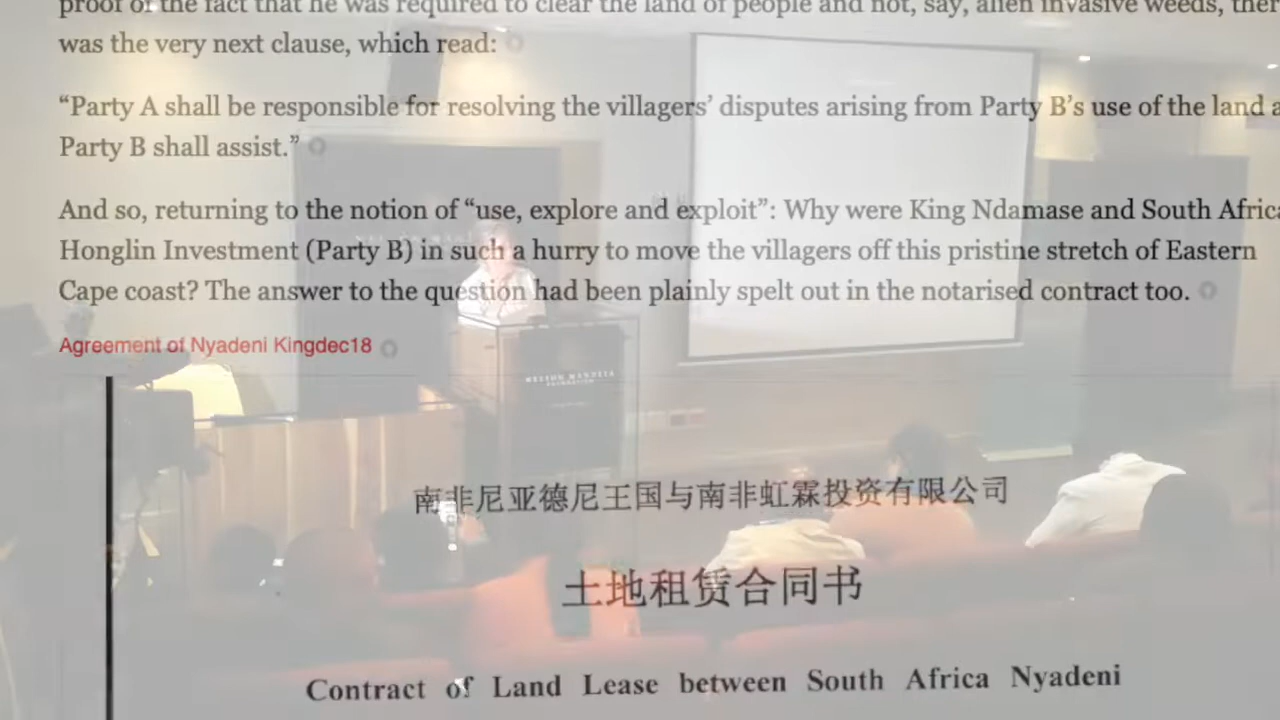 proof of the fact that he was required to clear the land of people and not, say, alien invasive weeds, ther
was the very next clause, which read:
“Party A shall be responsible for resolving the villagers’ disputes arising from Party B’s use of the land a
Party B shall assist.”
And so, returning to the notion of “use, explore and exploit”: Why were King Ndamase and South Africa
Honglin Investment (Party B) in such a hurry to move the villagers off this pristine stretch of Eastern
Cape coast? The answer to the question had been plainly spelt out in the notarised contract too.
Agreement of Nyadeni Kingdec18
NELSON MANDELA
FOUNDATION
南非尼亚德尼王国与南非虹霖投资有限公司
土地租赁合同书
Contract of Land Lease between South Africa Nyadeni